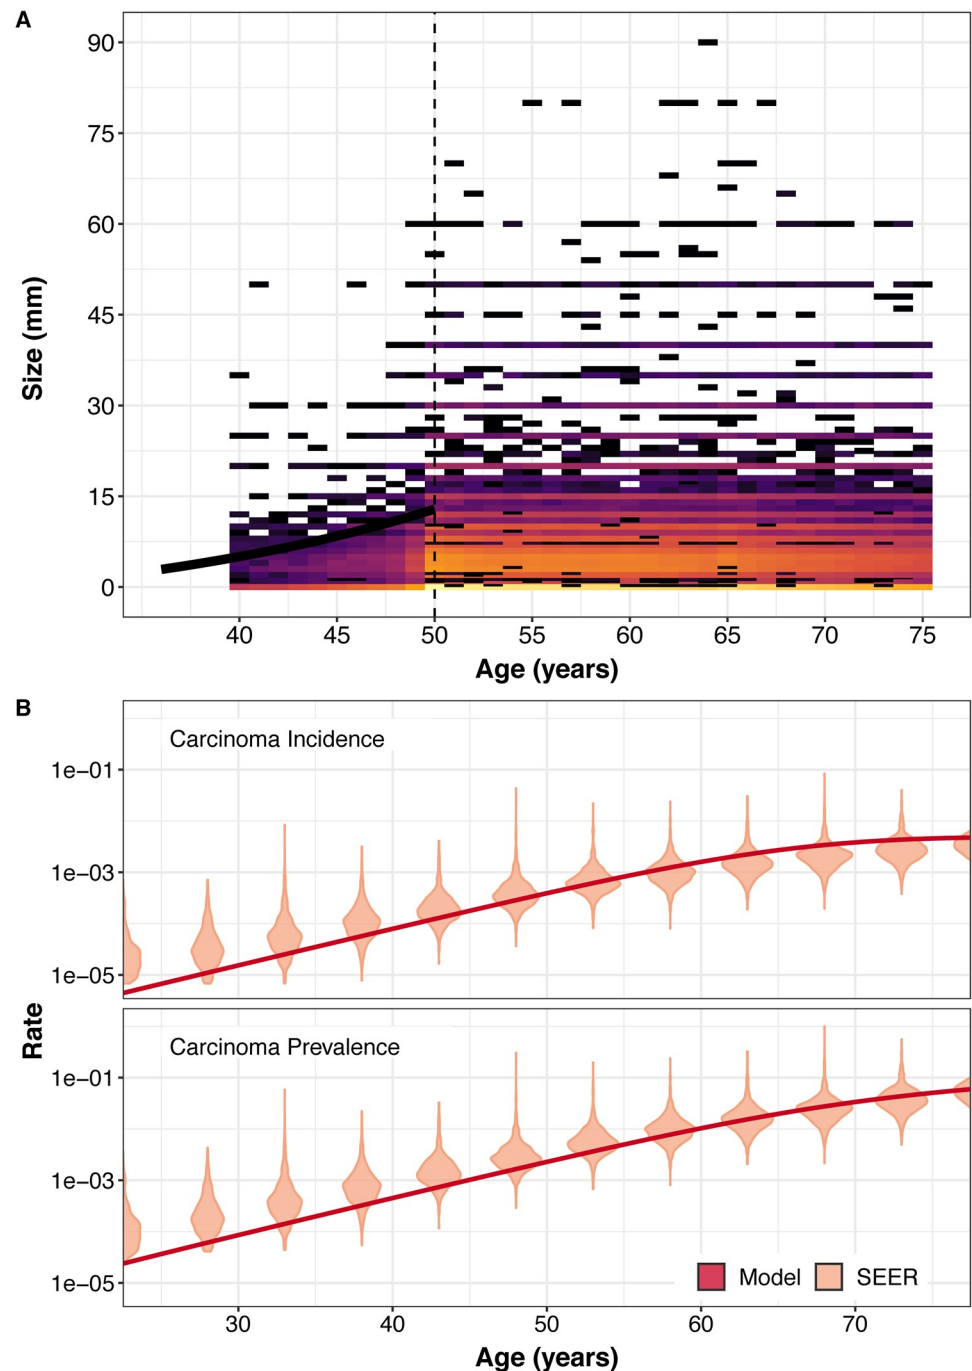 A
90
75
60
45
30
15
0
Size (mm)
40 45 50 55 60 65 70 75
Age (years)
B
Carcinoma Incidence
1e−01
1e−03
1e−05
Rate
Carcinoma Prevalence
1e−01
1e−03
1e−05
Model SEER
30 40 50 60 70
Age (years)